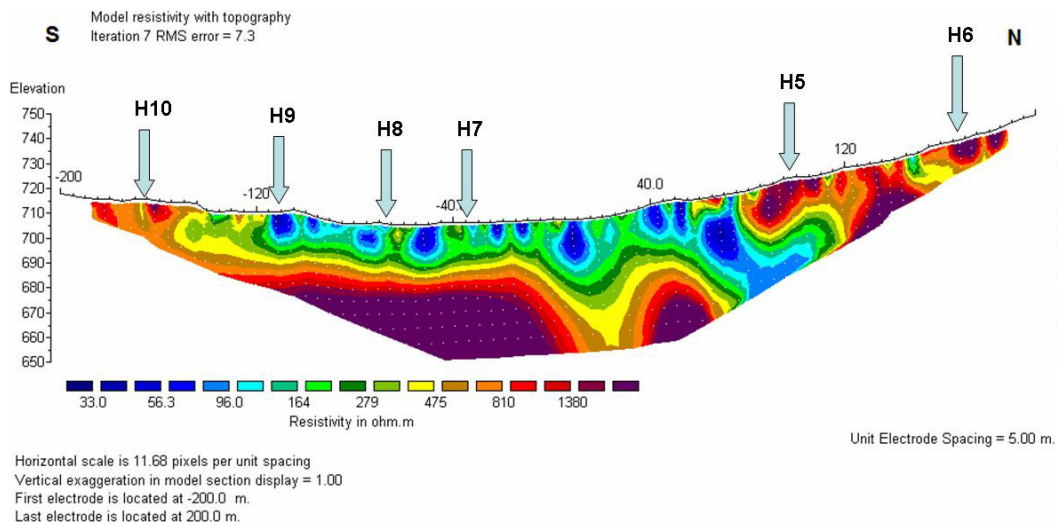 Model resistivity with topography
Iteration 7 RMS error = 7.3
S
N
H6
H5
H10
H9
H8
H7
Elevation
750
740
730
720
710
700
690
680
670
660
650
-200
-120
-40
40.0
120
33.0 56.3 96.0 164 279 475 810 1380
Resistivity in ohm.m
Unit Electrode Spacing = 5.00 m.
Horizontal scale is 11.68 pixels per unit spacing
Vertical exaggeration in model section display = 1.00
First electrode is located at -200.0 m.
Last electrode is located at 200.0 m.